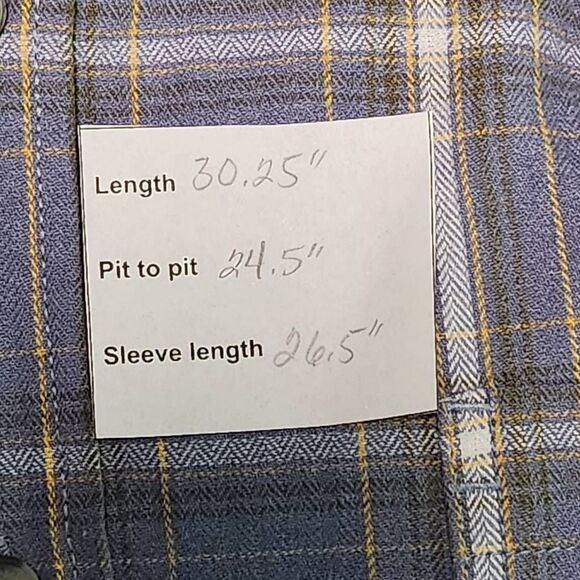 Length 30.25"
Pit to pit 24.5"
Sleeve length 26.5"